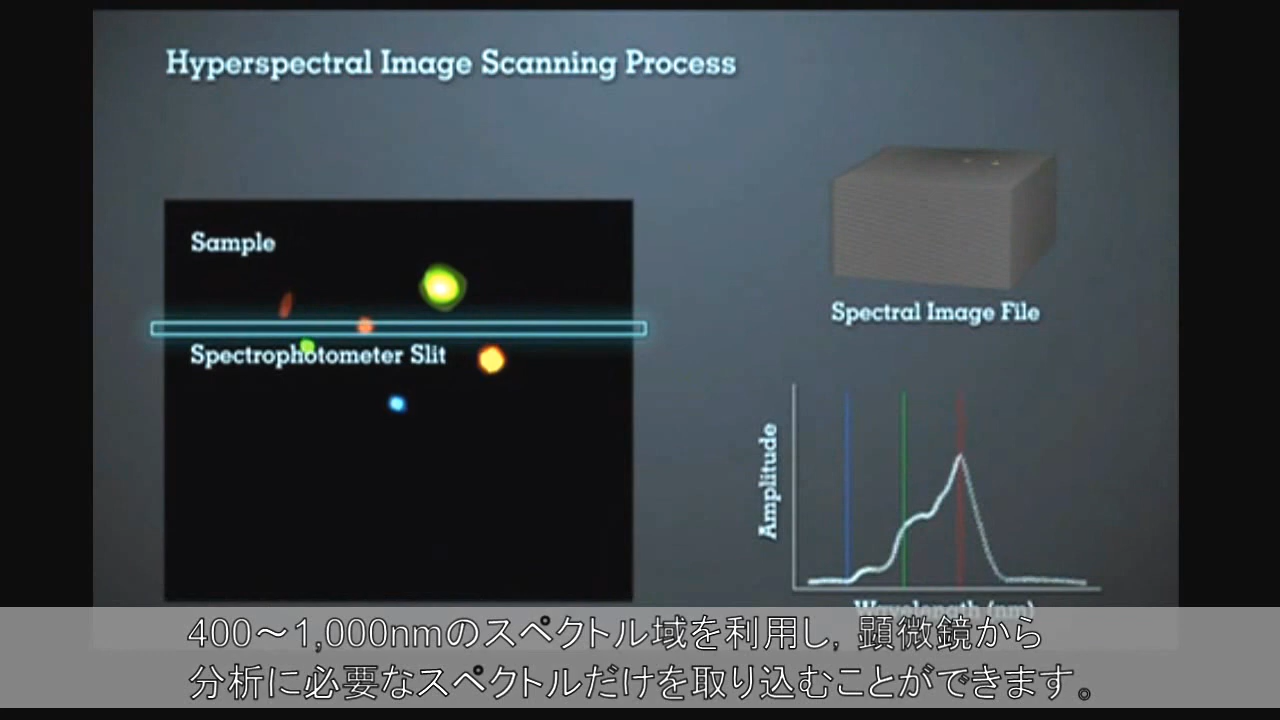 Hyperspectral Image Scanning Process
Sample
Spectrophotometer Slit
Spectral Image File
Amplitude
Wavelength (nm)
400～1,000nmのスペクトル域を利用し, 顕微鏡から
分析に必要なスペクトルだけを取り込むことができます。